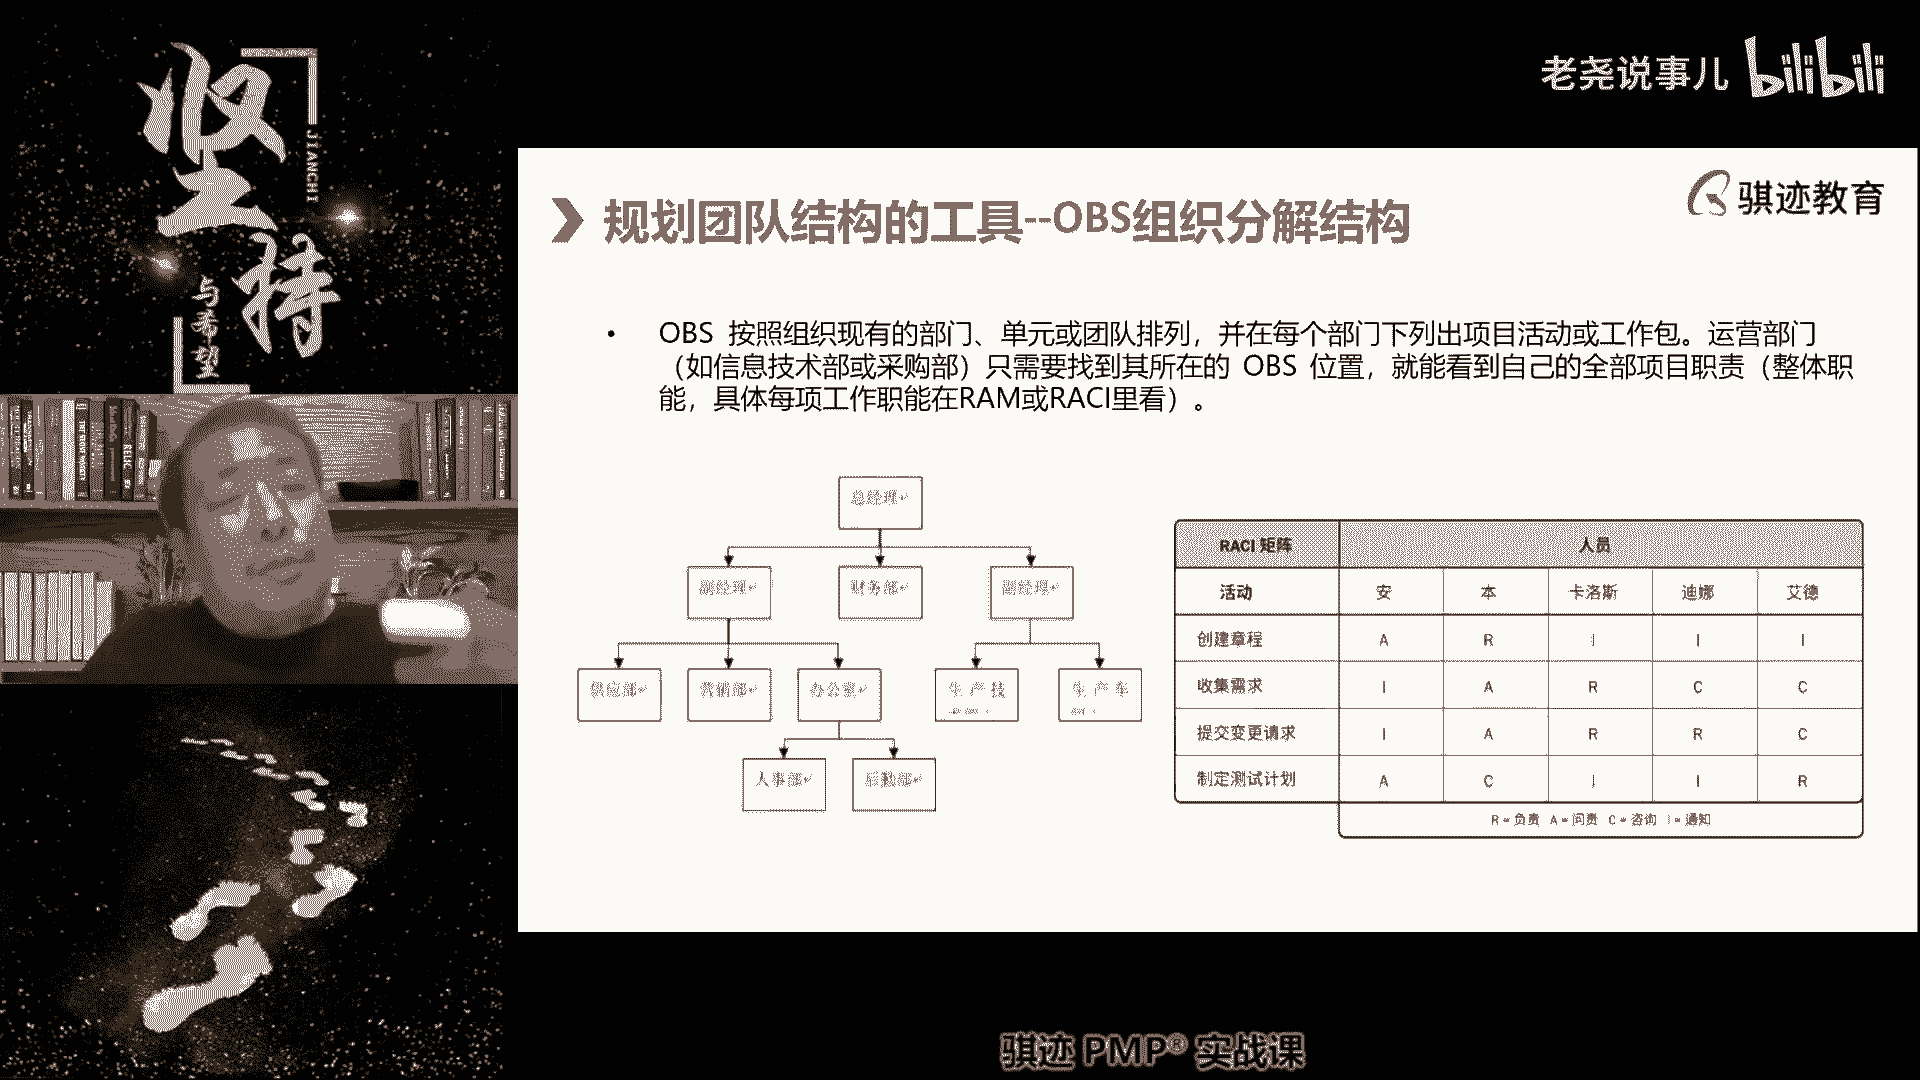 坚持
JIANCHI
与希望
老尧说事儿 bilibili
骐迹教育
规划团队结构的工具--OBS组织分解结构
• OBS 按照组织现有的部门、单元或团队排列，并在每个部门下列出项目活动或工作包。运营部门
（如信息技术部或采购部）只需要找到其所在的 OBS 位置，就能看到自己的全部项目职责（整体职
能，具体每项工作职能在RAM或RACI里看）。
总经理
副经理 财务部 副经理
供应部 营销部 办公室 生产技 生产车
人事部 后勤部
RACI 矩阵 人员
活动 安 本 卡洛斯 迪娜 艾德
创建章程 A R I I I
收集需求 I A R C C
提交变更请求 I A R R C
制定测试计划 A C I I R
R = 负责 A = 问责 C = 咨询 I = 通知
骐迹 PMP® 实战课